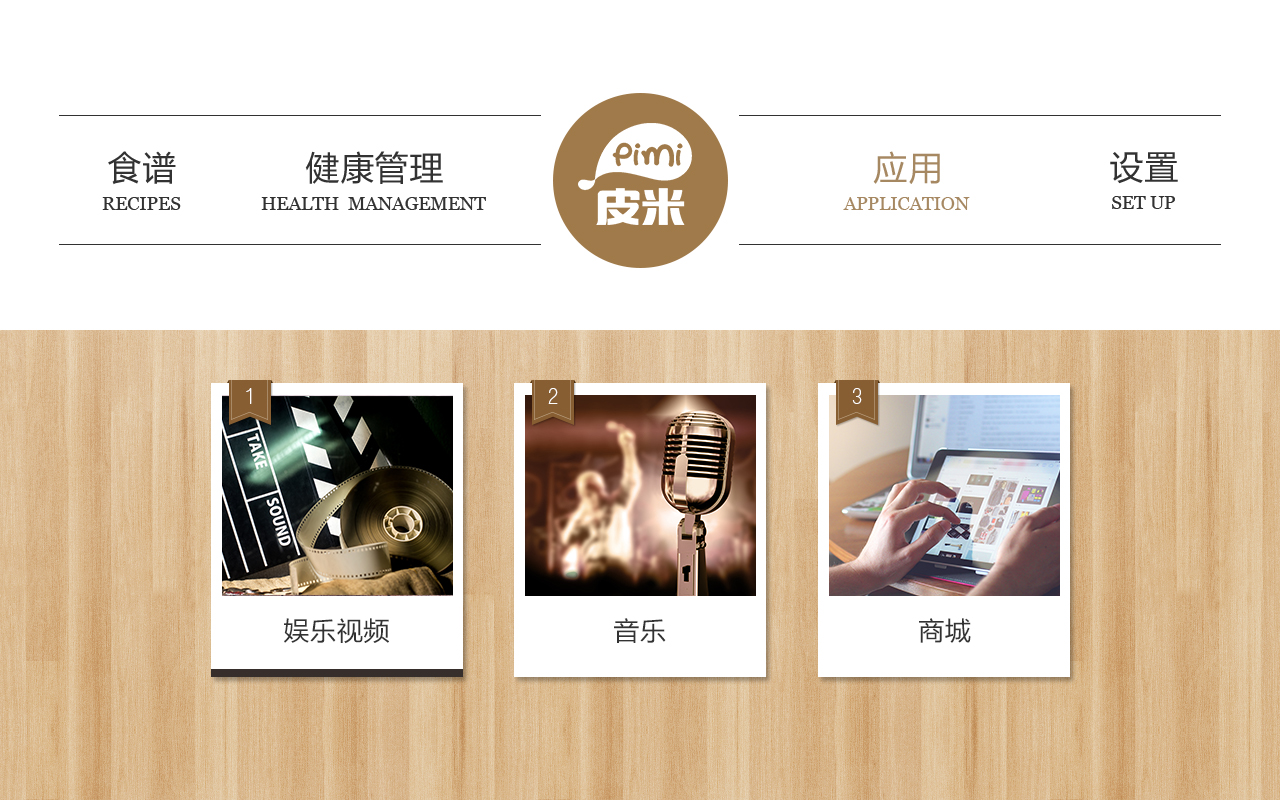 食谱
RECIPES
健康管理
HEALTH MANAGEMENT
Pimi
皮米
应用
APPLICATION
设置
SET UP
1
TAKE
SOUND
娱乐视频
2
音乐
3
商城